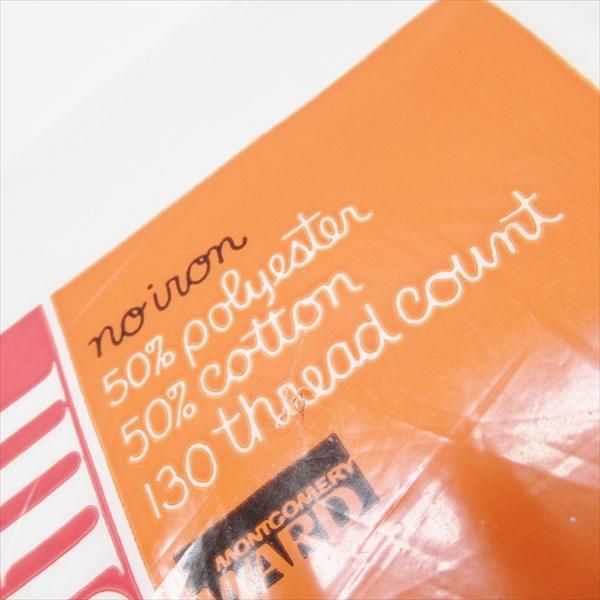 no iron
50% polyester
50% cotton
130 thread count
MONTGOMERY
WARD